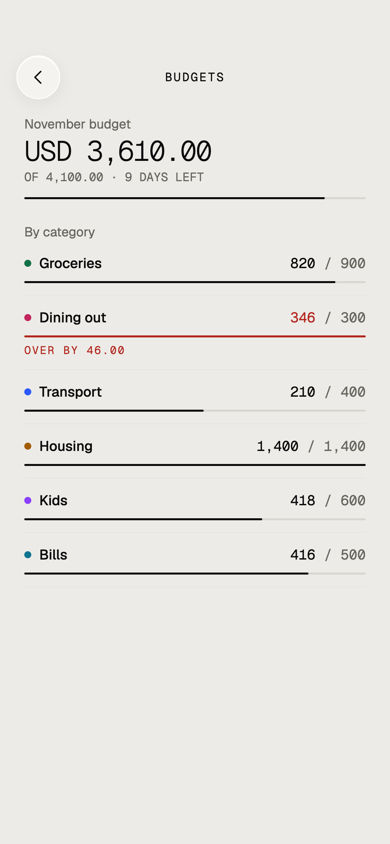 BUDGETS
November budget
USD 3,610.00
OF 4,100.00 · 9 DAYS LEFT
By category
Groceries 820 / 900
Dining out 346 / 300
OVER BY 46.00
Transport 210 / 400
Housing 1,400 / 1,400
Kids 418 / 600
Bills 416 / 500